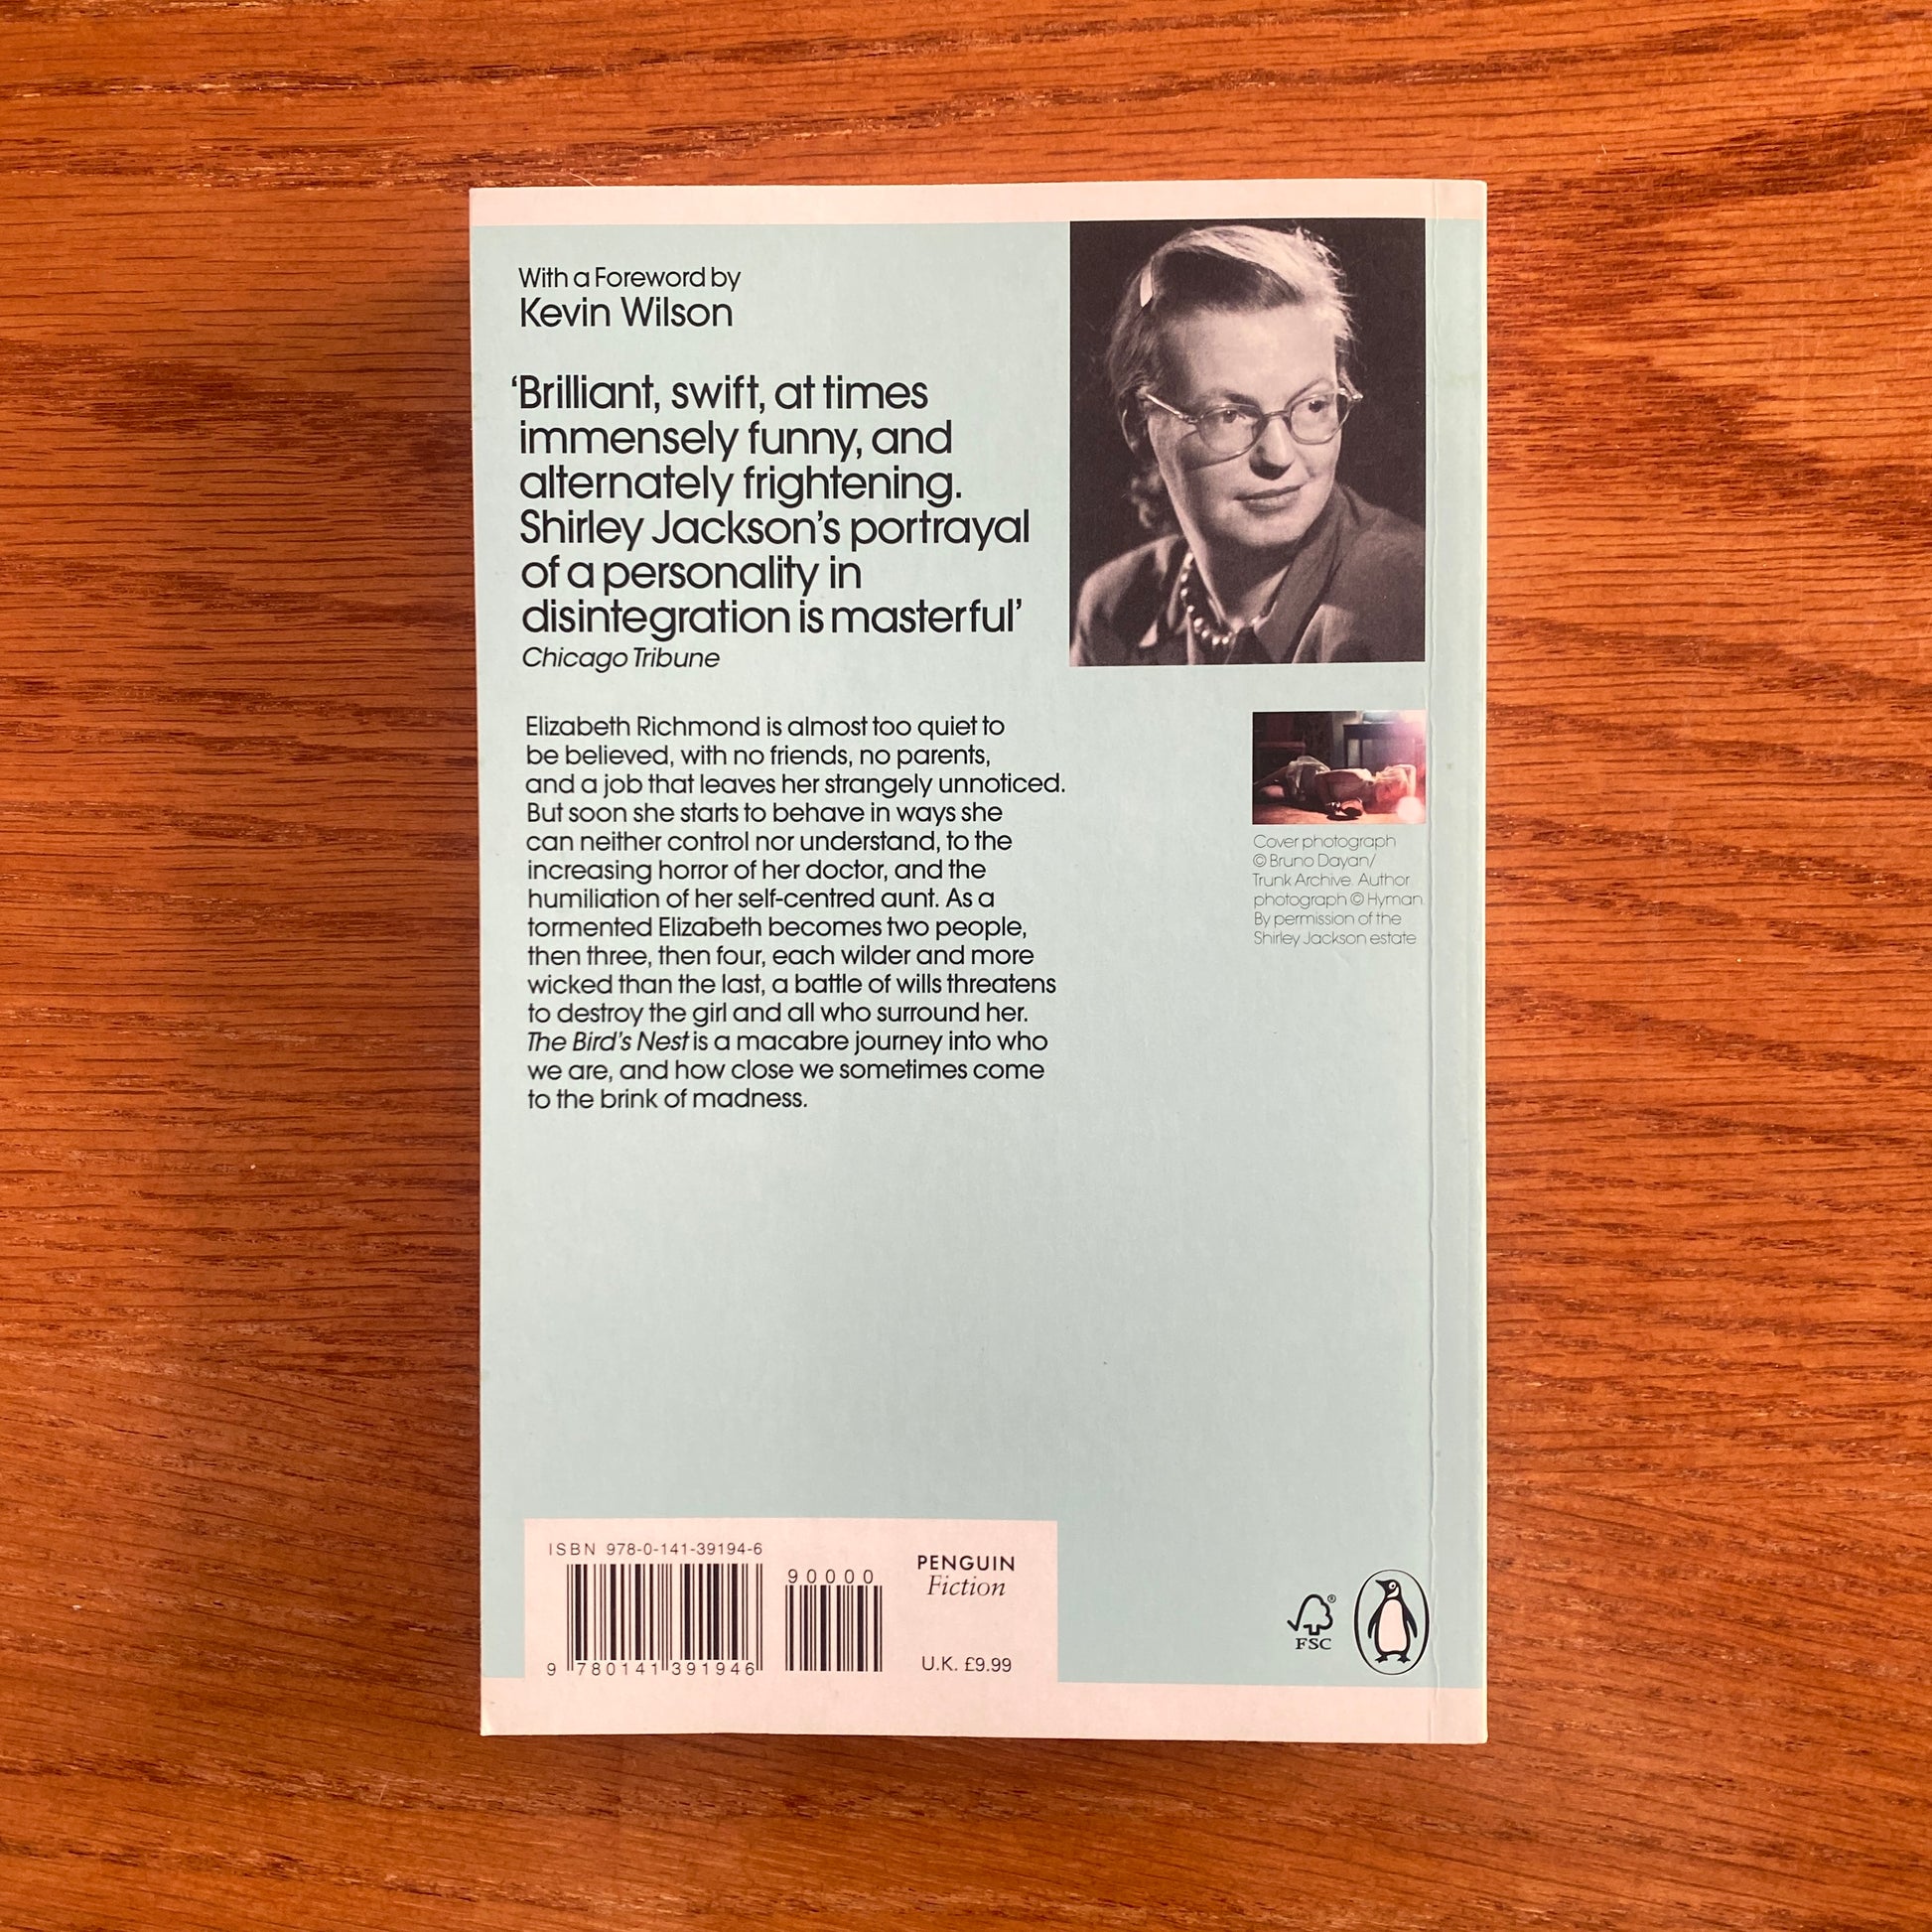 With a Foreword by
Kevin Wilson
‘Brilliant, swift, at times
immensely funny, and
alternately frightening.
Shirley Jackson’s portrayal
of a personality in
disintegration is masterful’
Chicago Tribune
Elizabeth Richmond is almost too quiet to
be believed, with no friends, no parents,
and a job that leaves her strangely unnoticed.
But soon she starts to behave in ways she
can neither control nor understand, to the
increasing horror of her doctor, and the
humiliation of her self-centred aunt. As a
tormented Elizabeth becomes two people,
then three, then four, each wilder and more
wicked than the last, a battle of wills threatens
to destroy the girl and all who surround her.
The Bird’s Nest is a macabre journey into who
we are, and how close we sometimes come
to the brink of madness.
Cover photograph
© Bruno Dayan/
Trunk Archive. Author
photograph © Hyman.
By permission of the
Shirley Jackson estate
ISBN 978-0-141-39194-6
90000
9 780141 391946
PENGUIN
Fiction
U.K. £9.99
®
FSC